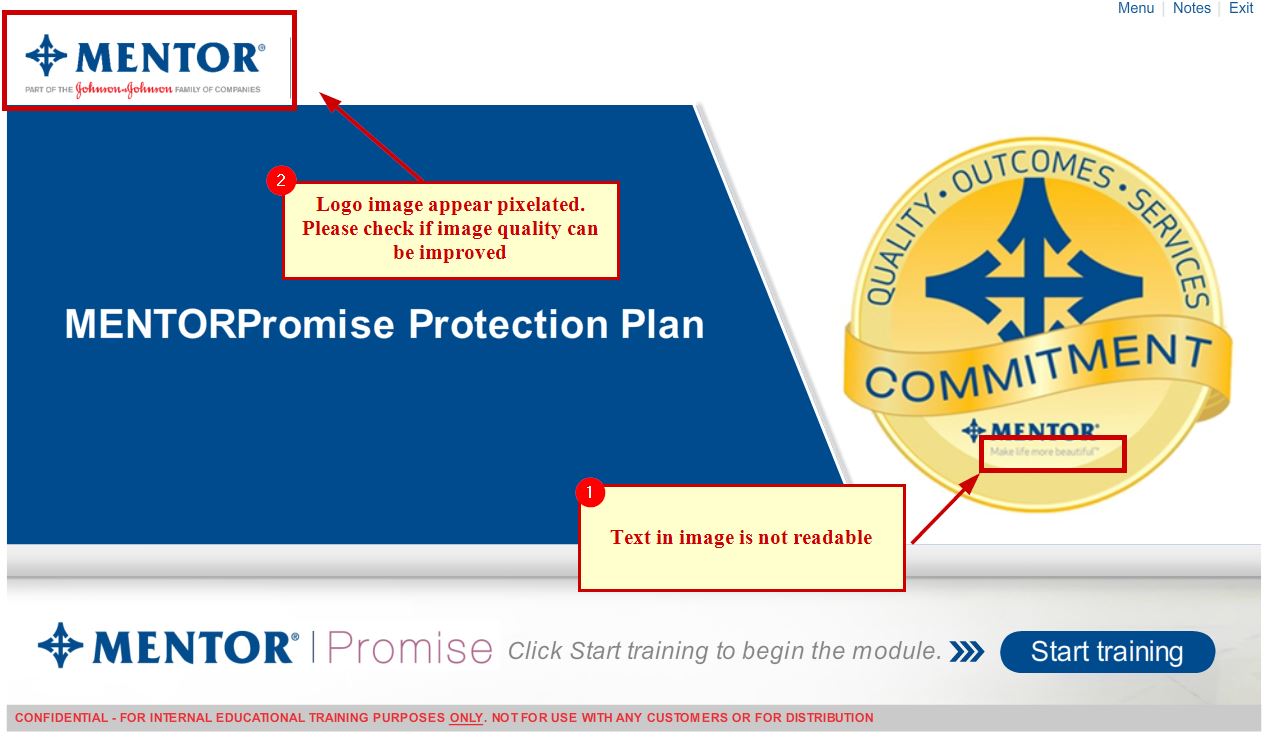 Menu | Notes | Exit
MENTOR®
PART OF THE Johnson & Johnson FAMILY OF COMPANIES
2
Logo image appear pixelated.
Please check if image quality can
be improved
QUALITY • OUTCOMES • SERVICES
MENTORPromise Protection Plan
COMMITMENT
MENTOR®
Make life more beautiful™
1
Text in image is not readable
MENTOR® | Promise
Click Start training to begin the module.
Start training
CONFIDENTIAL - FOR INTERNAL EDUCATIONAL TRAINING PURPOSES ONLY. NOT FOR USE WITH ANY CUSTOMERS OR FOR DISTRIBUTION